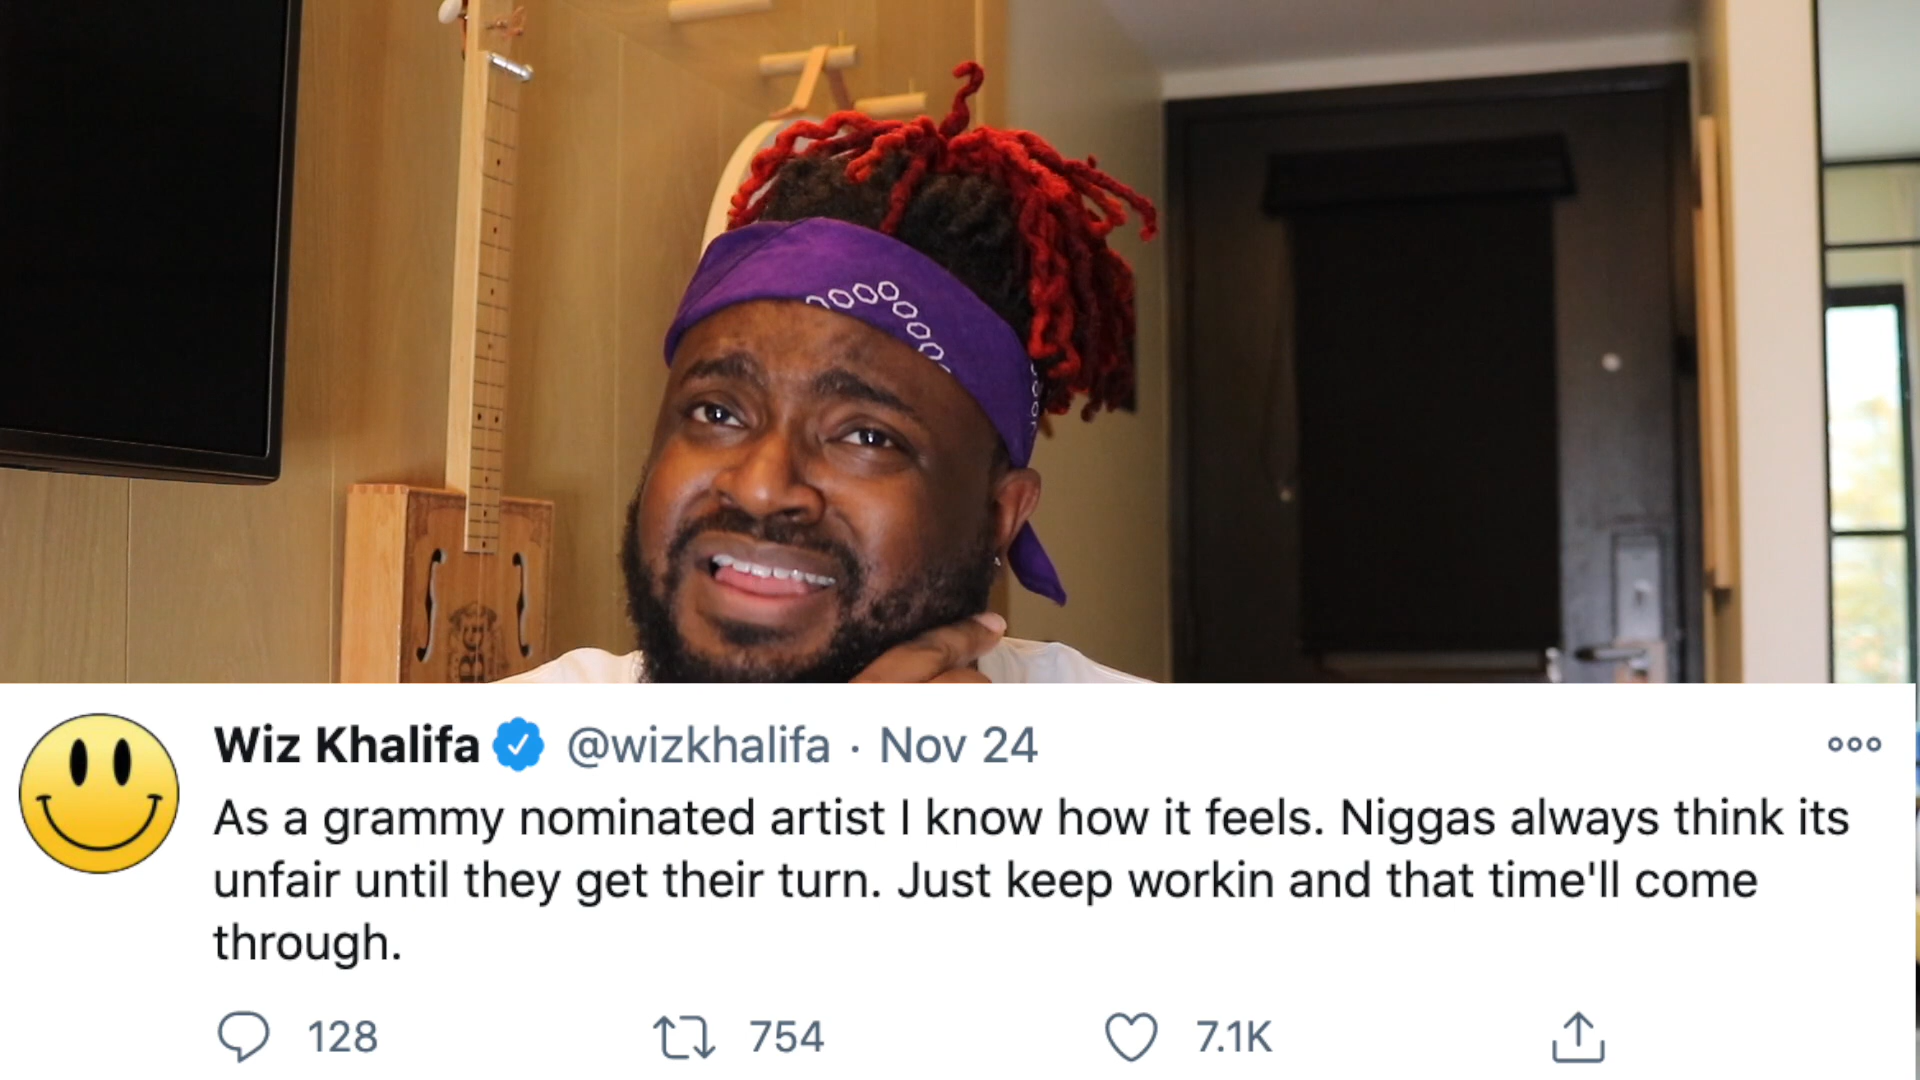 Wiz Khalifa @wizkhalifa · Nov 24
As a grammy nominated artist I know how it feels. Niggas always think its
unfair until they get their turn. Just keep workin and that time'll come
through.
128 754 7.1K